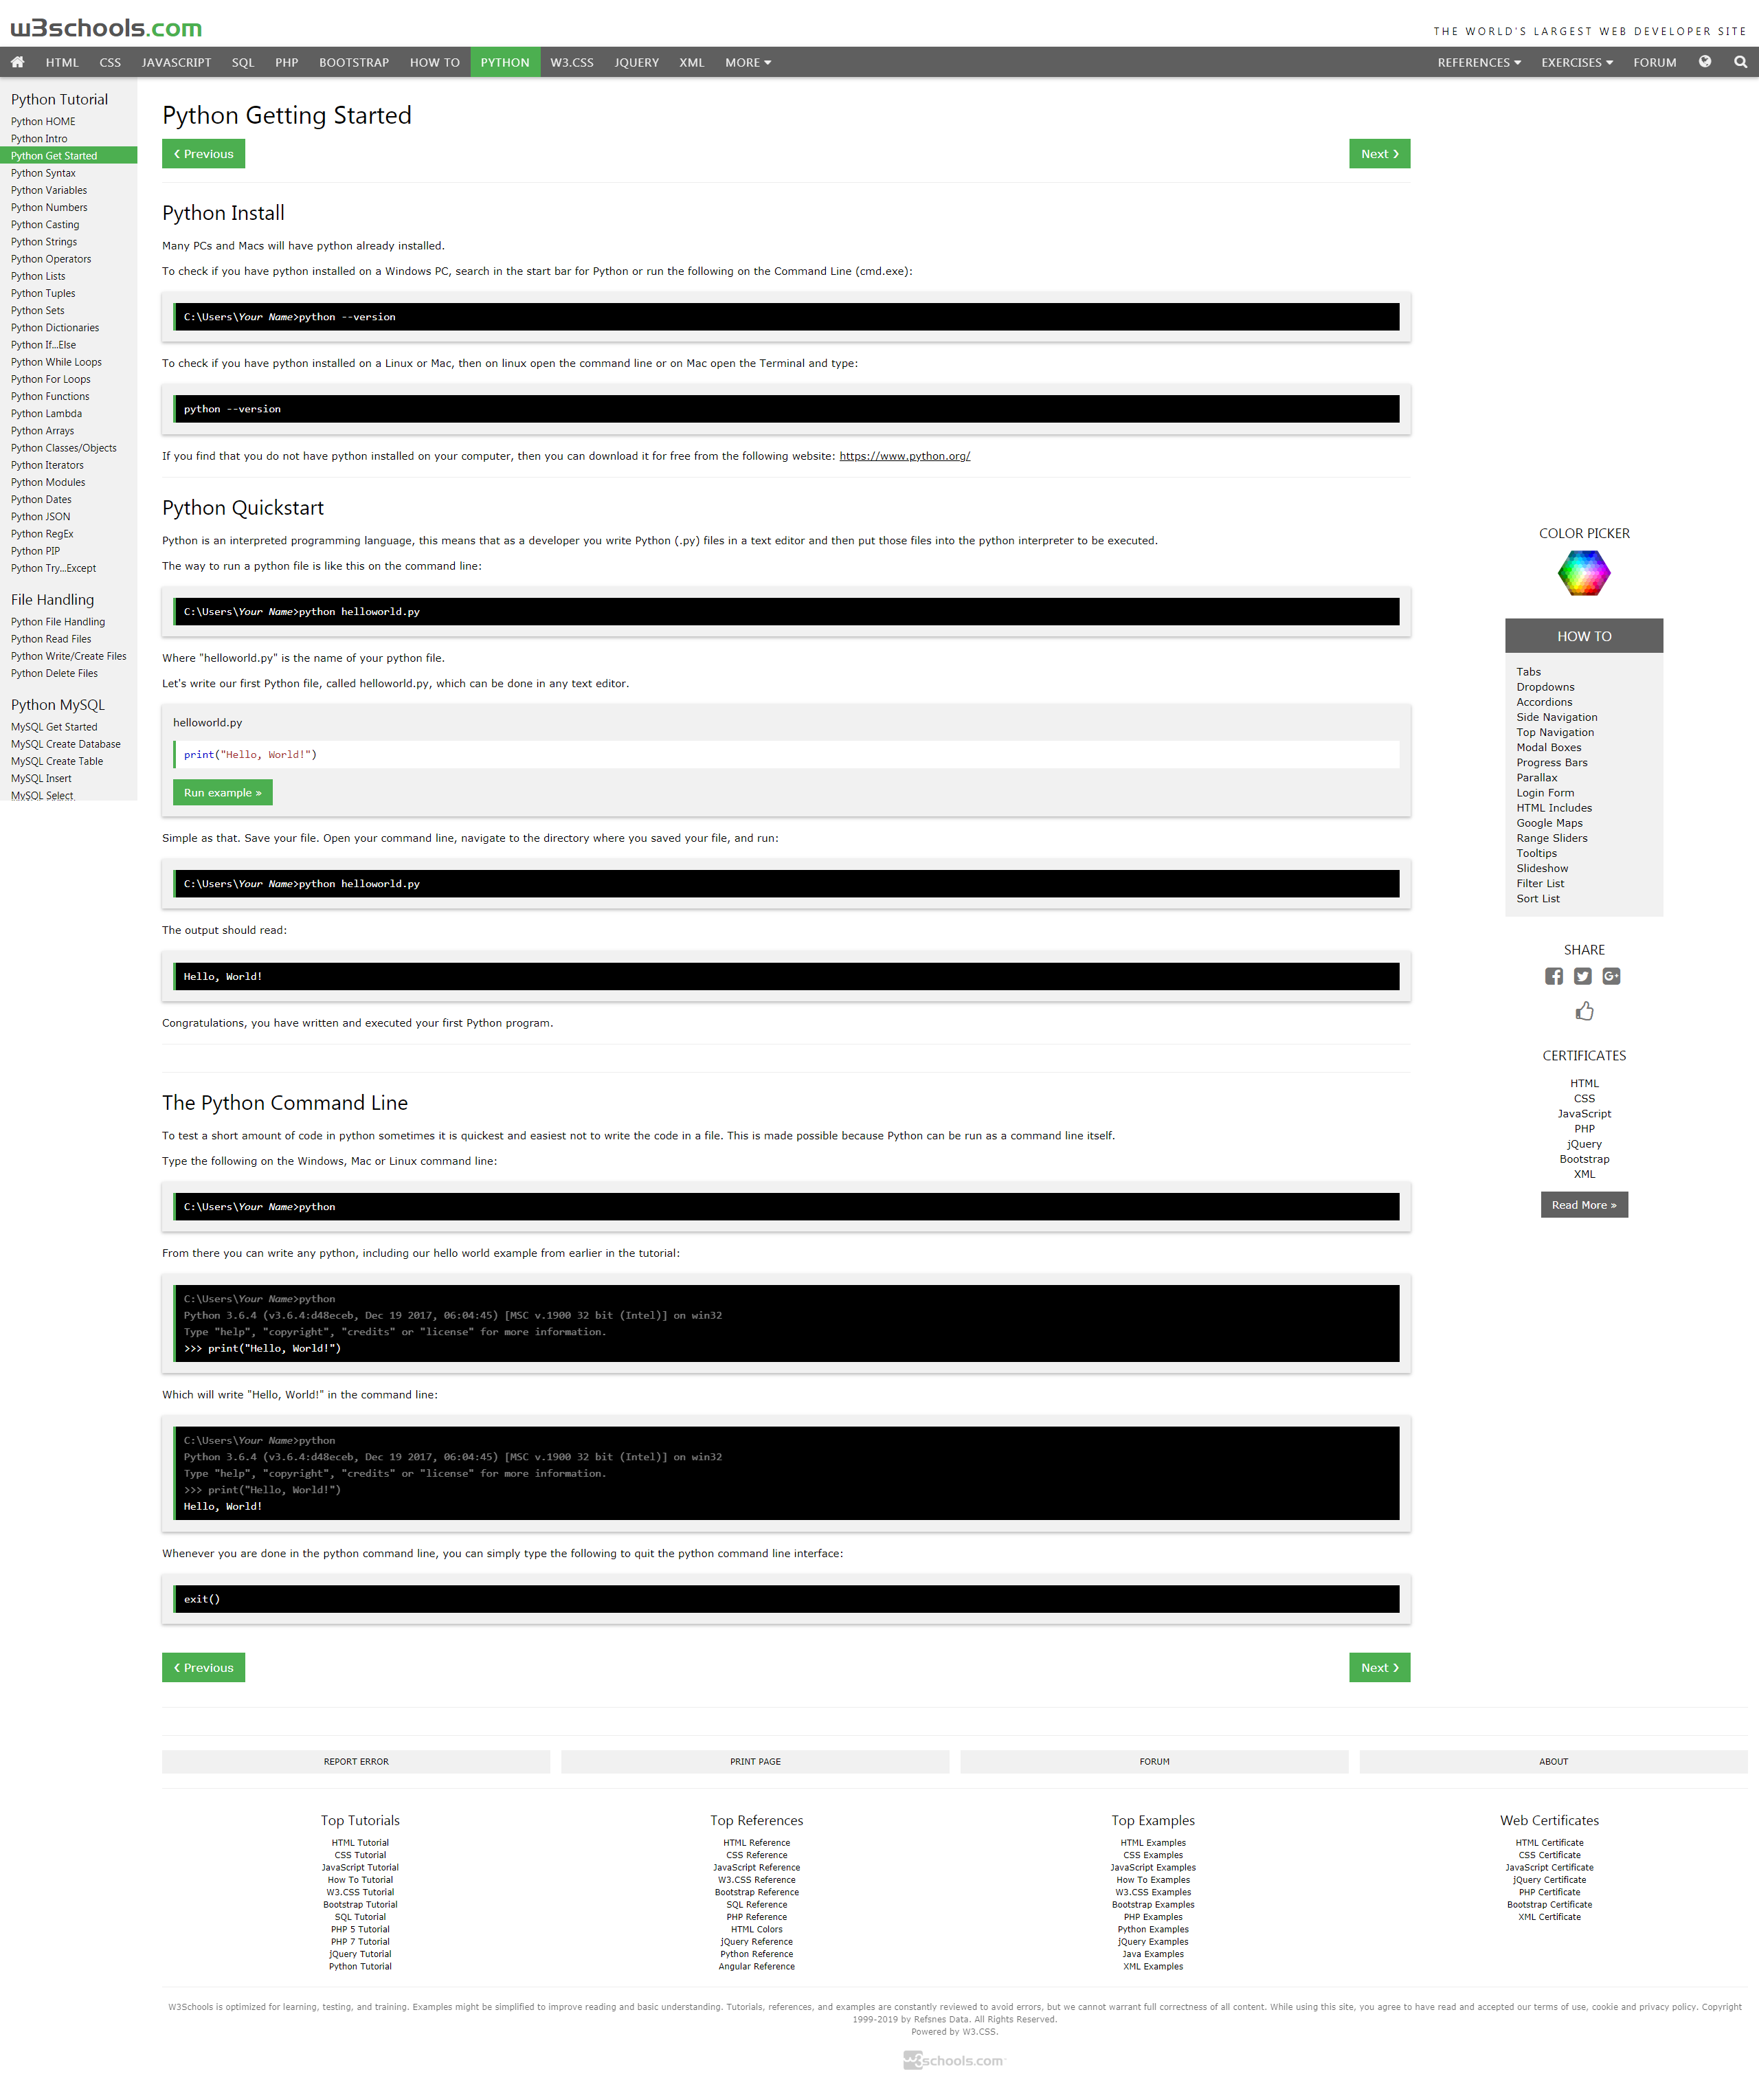 w3schools.com
THE WORLD'S LARGEST WEB DEVELOPER SITE
HTML CSS JAVASCRIPT SQL PHP BOOTSTRAP HOW TO PYTHON W3.CSS JQUERY XML MORE REFERENCES EXERCISES FORUM
Python Tutorial
Python HOME
Python Intro
Python Get Started
Python Syntax
Python Variables
Python Numbers
Python Casting
Python Strings
Python Operators
Python Lists
Python Tuples
Python Sets
Python Dictionaries
Python If...Else
Python While Loops
Python For Loops
Python Functions
Python Lambda
Python Arrays
Python Classes/Objects
Python Iterators
Python Modules
Python Dates
Python JSON
Python RegEx
Python PIP
Python Try...Except
File Handling
Python File Handling
Python Read Files
Python Write/Create Files
Python Delete Files
Python MySQL
MySQL Get Started
MySQL Create Database
MySQL Create Table
MySQL Insert
MySQL Select
Python Getting Started
❮ Previous
Next ❯
Python Install
Many PCs and Macs will have python already installed.
To check if you have python installed on a Windows PC, search in the start bar for Python or run the following on the Command Line (cmd.exe):
C:\Users\Your Name>python --version
To check if you have python installed on a Linux or Mac, then on linux open the command line or on Mac open the Terminal and type:
python --version
If you find that you do not have python installed on your computer, then you can download it for free from the following website: https://www.python.org/
Python Quickstart
Python is an interpreted programming language, this means that as a developer you write Python (.py) files in a text editor and then put those files into the python interpreter to be executed.
The way to run a python file is like this on the command line:
C:\Users\Your Name>python helloworld.py
Where "helloworld.py" is the name of your python file.
Let's write our first Python file, called helloworld.py, which can be done in any text editor.
helloworld.py
print("Hello, World!")
Run example »
Simple as that. Save your file. Open your command line, navigate to the directory where you saved your file, and run:
C:\Users\Your Name>python helloworld.py
The output should read:
Hello, World!
Congratulations, you have written and executed your first Python program.
The Python Command Line
To test a short amount of code in python sometimes it is quickest and easiest not to write the code in a file. This is made possible because Python can be run as a command line itself.
Type the following on the Windows, Mac or Linux command line:
C:\Users\Your Name>python
From there you can write any python, including our hello world example from earlier in the tutorial:
C:\Users\Your Name>python
Python 3.6.4 (v3.6.4:d48eceb, Dec 19 2017, 06:04:45) [MSC v.1900 32 bit (Intel)] on win32
Type "help", "copyright", "credits" or "license" for more information.
>>> print("Hello, World!")
Which will write "Hello, World!" in the command line:
C:\Users\Your Name>python
Python 3.6.4 (v3.6.4:d48eceb, Dec 19 2017, 06:04:45) [MSC v.1900 32 bit (Intel)] on win32
Type "help", "copyright", "credits" or "license" for more information.
>>> print("Hello, World!")
Hello, World!
Whenever you are done in the python command line, you can simply type the following to quit the python command line interface:
exit()
❮ Previous
Next ❯
COLOR PICKER
HOW TO
Tabs
Dropdowns
Accordions
Side Navigation
Top Navigation
Modal Boxes
Progress Bars
Parallax
Login Form
HTML Includes
Google Maps
Range Sliders
Tooltips
Slideshow
Filter List
Sort List
SHARE
CERTIFICATES
HTML
CSS
JavaScript
PHP
jQuery
Bootstrap
XML
Read More »
REPORT ERROR
PRINT PAGE
FORUM
ABOUT
Top Tutorials
HTML Tutorial
CSS Tutorial
JavaScript Tutorial
How To Tutorial
W3.CSS Tutorial
Bootstrap Tutorial
SQL Tutorial
PHP 5 Tutorial
PHP 7 Tutorial
jQuery Tutorial
Python Tutorial
Top References
HTML Reference
CSS Reference
JavaScript Reference
W3.CSS Reference
Bootstrap Reference
SQL Reference
PHP Reference
HTML Colors
jQuery Reference
Python Reference
Angular Reference
Top Examples
HTML Examples
CSS Examples
JavaScript Examples
How To Examples
W3.CSS Examples
Bootstrap Examples
PHP Examples
Python Examples
jQuery Examples
Java Examples
XML Examples
Web Certificates
HTML Certificate
CSS Certificate
JavaScript Certificate
jQuery Certificate
PHP Certificate
Bootstrap Certificate
XML Certificate
W3Schools is optimized for learning, testing, and training. Examples might be simplified to improve reading and basic understanding. Tutorials, references, and examples are constantly reviewed to avoid errors, but we cannot warrant full correctness of all content. While using this site, you agree to have read and accepted our terms of use, cookie and privacy policy. Copyright
1999-2019 by Refsnes Data. All Rights Reserved.
Powered by W3.CSS.
w3schools.com